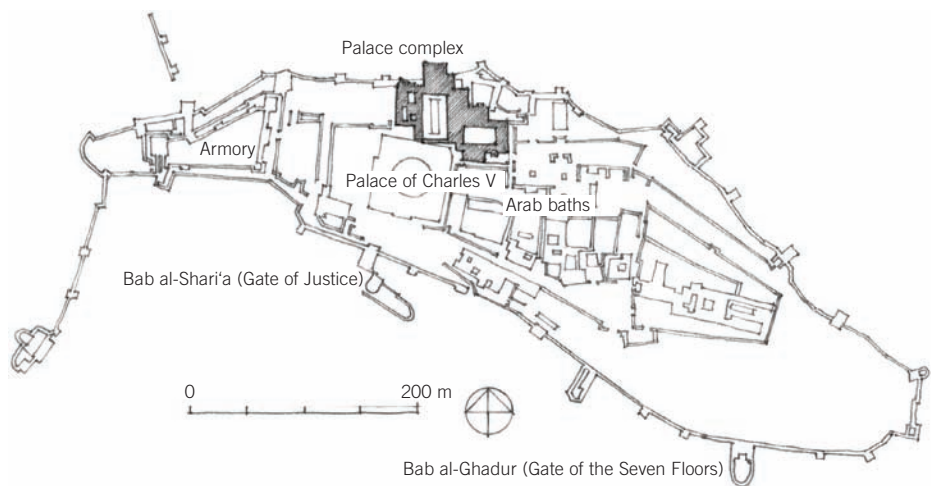 Palace complex
Armory
Palace of Charles V
Arab baths
Bab al-Shari‘a (Gate of Justice)
0 200 m
Bab al-Ghadur (Gate of the Seven Floors)